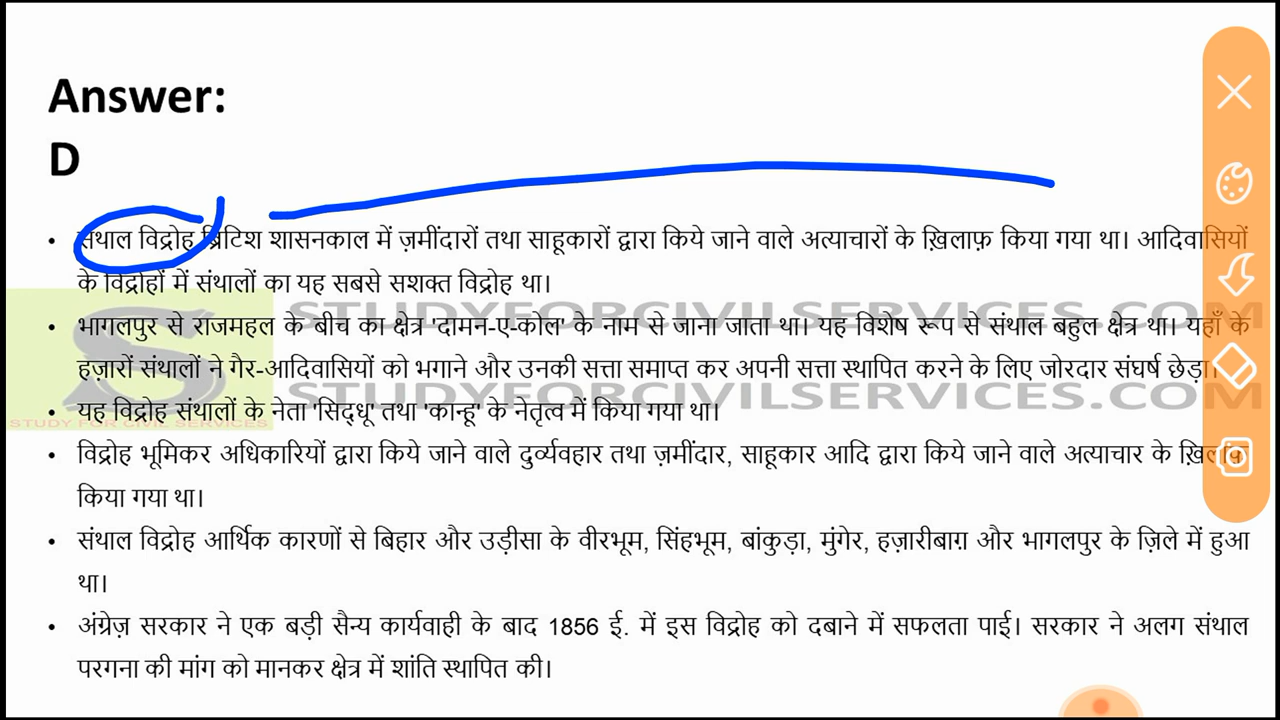 Answer:
D
• संथाल विद्रोह ब्रिटिश शासनकाल में ज़मींदारों तथा साहूकारों द्वारा किये जाने वाले अत्याचारों के ख़िलाफ़ किया गया था। आदिवासियों
के विद्रोहों में संथालों का यह सबसे सशक्त विद्रोह था।
STUDYFORCIVILSERVICES.COM
• भागलपुर से राजमहल के बीच का क्षेत्र 'दामन-ए-कोल' के नाम से जाना जाता था। यह विशेष रूप से संथाल बहुल क्षेत्र था। यहाँ के
हज़ारों संथालों ने गैर-आदिवासियों को भगाने और उनकी सत्ता समाप्त कर अपनी सत्ता स्थापित करने के लिए जोरदार संघर्ष छेड़ा।
STUDYFORCIVILSERVICES.COM
• यह विद्रोह संथालों के नेता 'सिद्धू' तथा 'कान्हू' के नेतृत्व में किया गया था।
STUDY FOR CIVIL SERVICES
• विद्रोह भूमिकर अधिकारियों द्वारा किये जाने वाले दुर्व्यवहार तथा ज़मींदार, साहूकार आदि द्वारा किये जाने वाले अत्याचार के ख़िलाफ़
किया गया था।
• संथाल विद्रोह आर्थिक कारणों से बिहार और उड़ीसा के वीरभूम, सिंहभूम, बांकुड़ा, मुंगेर, हज़ारीबाग़ और भागलपुर के ज़िले में हुआ
था।
• अंग्रेज़ सरकार ने एक बड़ी सैन्य कार्यवाही के बाद 1856 ई. में इस विद्रोह को दबाने में सफलता पाई। सरकार ने अलग संथाल
परगना की मांग को मानकर क्षेत्र में शांति स्थापित की।